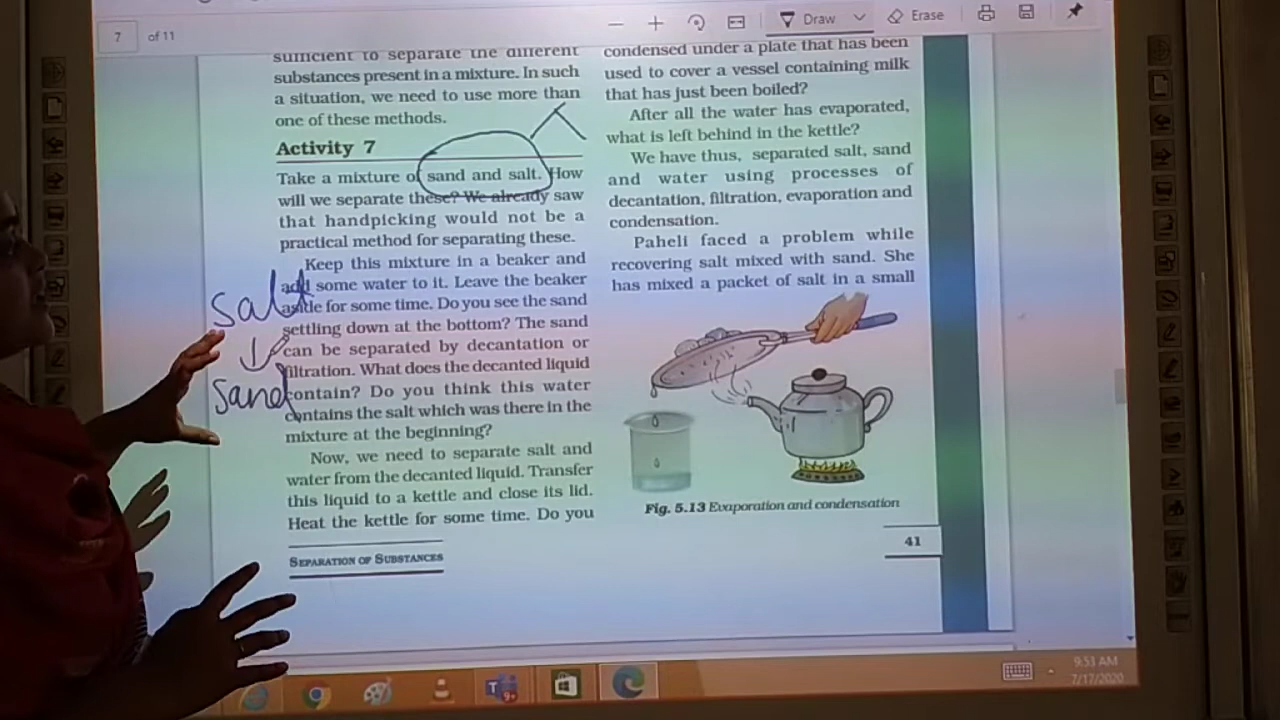 7 of 11
Draw
Erase
sufficient to separate the different
substances present in a mixture. In such
a situation, we need to use more than
one of these methods.
Activity 7
Take a mixture of sand and salt. How
will we separate these? We already saw
that handpicking would not be a
practical method for separating these.
Keep this mixture in a beaker and
add some water to it. Leave the beaker
aside for some time. Do you see the sand
settling down at the bottom? The sand
can be separated by decantation or
filtration. What does the decanted liquid
contain? Do you think this water
contains the salt which was there in the
mixture at the beginning?
Now, we need to separate salt and
water from the decanted liquid. Transfer
this liquid to a kettle and close its lid.
Heat the kettle for some time. Do you
salt
sand
SEPARATION OF SUBSTANCES
condensed under a plate that has been
used to cover a vessel containing milk
that has just been boiled?
After all the water has evaporated,
what is left behind in the kettle?
We have thus, separated salt, sand
and water using processes of
decantation, filtration, evaporation and
condensation.
Paheli faced a problem while
recovering salt mixed with sand. She
has mixed a packet of salt in a small
Fig. 5.13 Evaporation and condensation
41
9:53 AM
7/17/2020